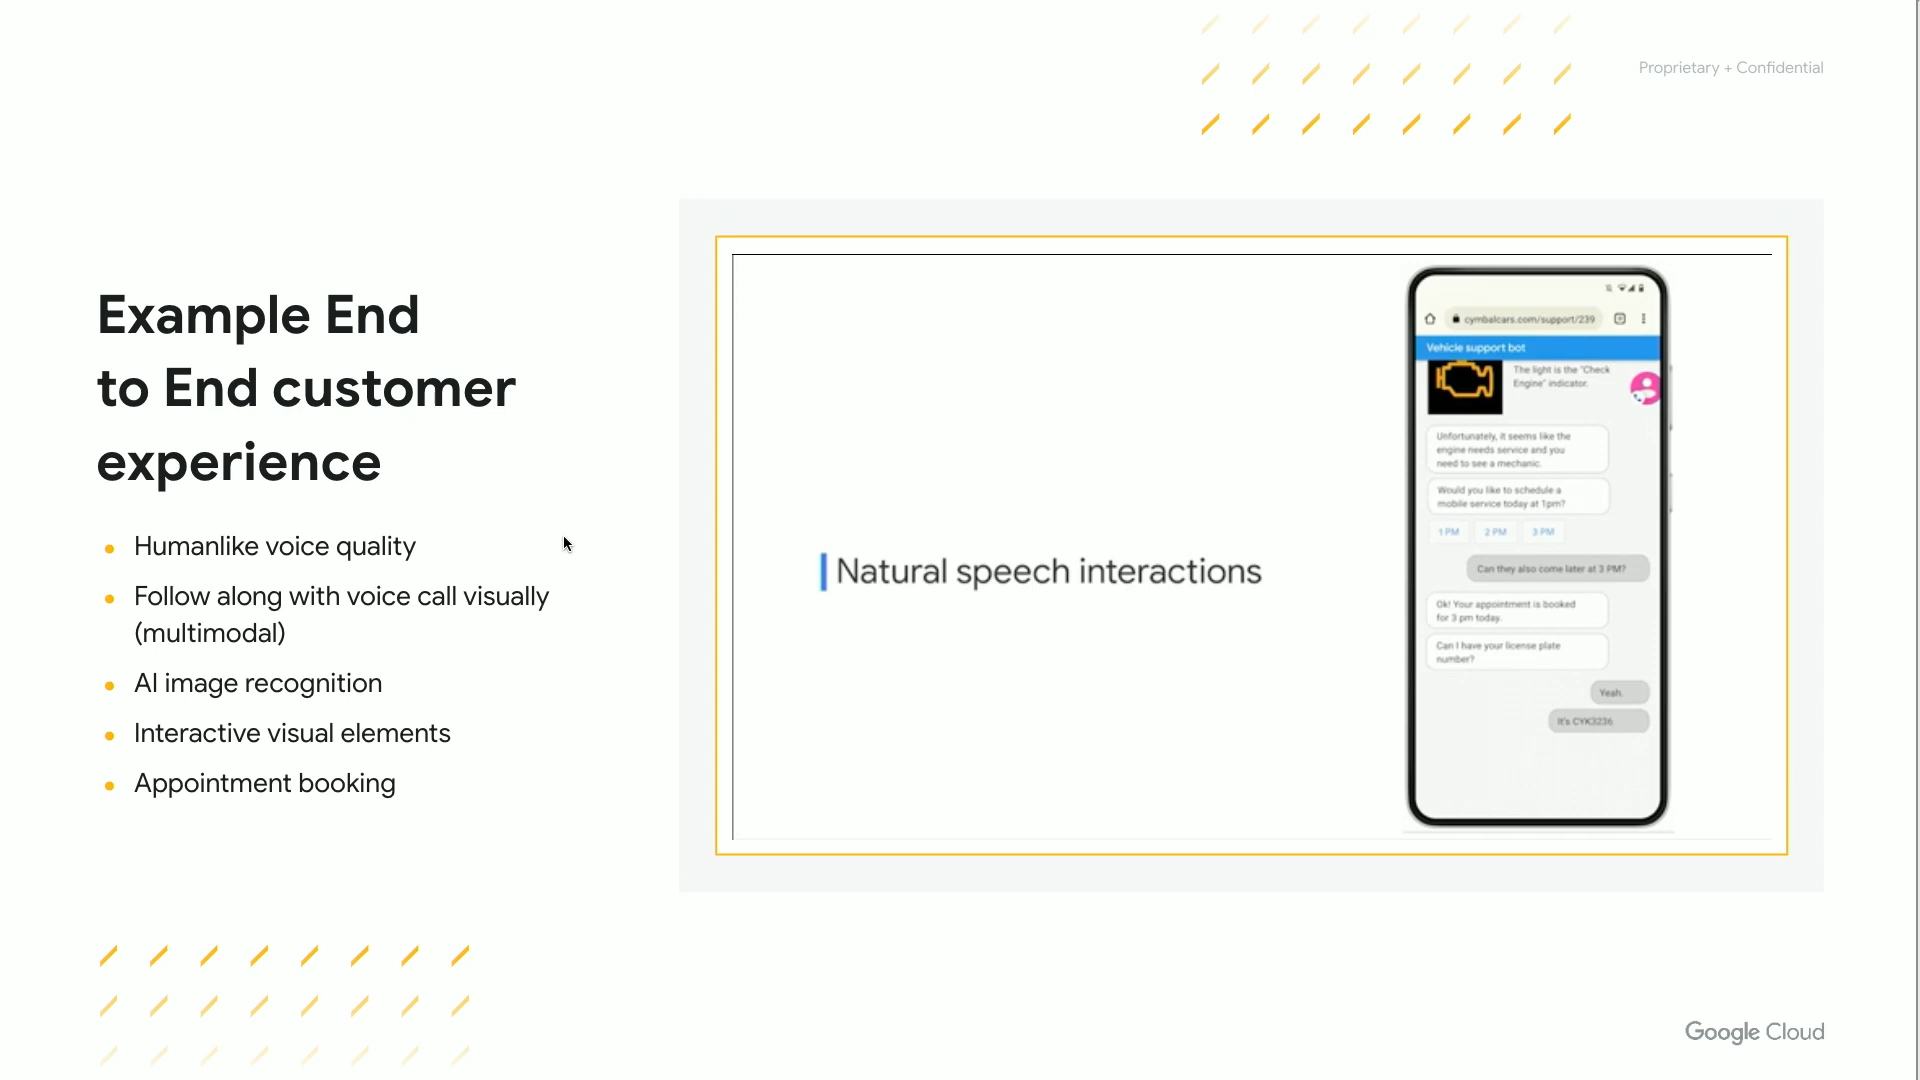 Proprietary + Confidential
Example End
to End customer
experience
Humanlike voice quality
Follow along with voice call visually
(multimodal)
AI image recognition
Interactive visual elements
Appointment booking
Natural speech interactions
cymbalcars.com/support/239
Vehicle support bot
The light is the "Check
Engine" indicator.
Unfortunately, it seems like the
engine needs service and you
need to see a mechanic.
Would you like to schedule a
mobile service today at 1pm?
1 PM 2 PM 3 PM
Can they also come later at 3 PM?
Ok! Your appointment is booked
for 3 pm today.
Can I have your license plate
number?
Yeah.
It's CYK3236
Google Cloud